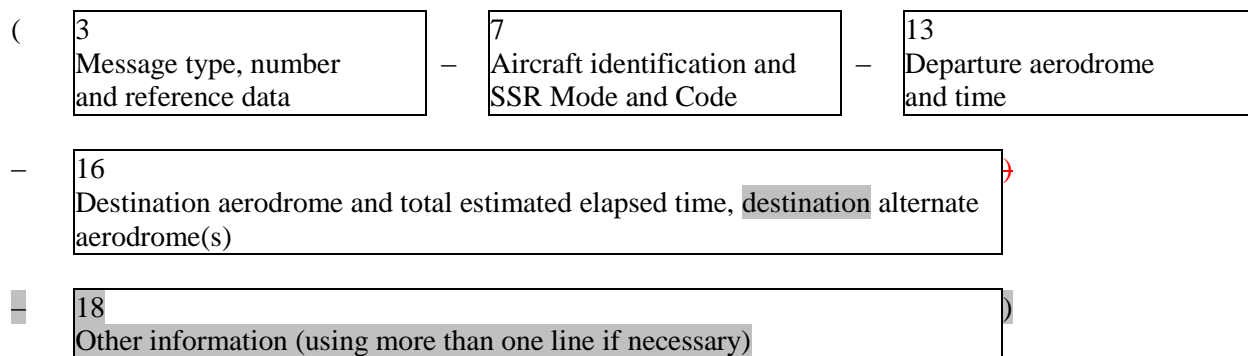 ( 3 7 13
Message type, number – Aircraft identification and – Departure aerodrome
and reference data SSR Mode and Code and time
– 16 )
Destination aerodrome and total estimated elapsed time, destination alternate
aerodrome(s)
– 18 )
Other information (using more than one line if necessary)